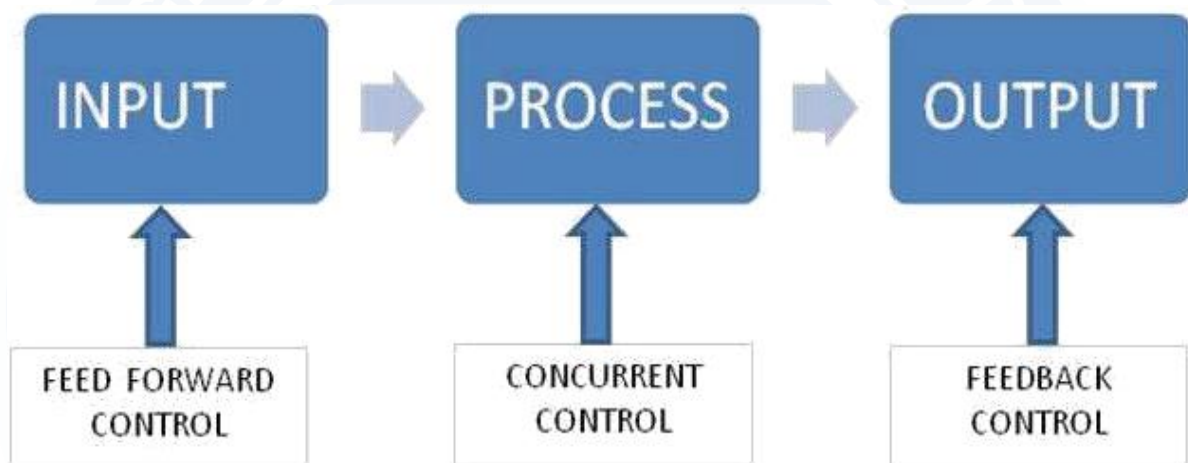 INPUT
PROCESS
OUTPUT
FEED FORWARD
CONTROL
CONCURRENT
CONTROL
FEEDBACK
CONTROL